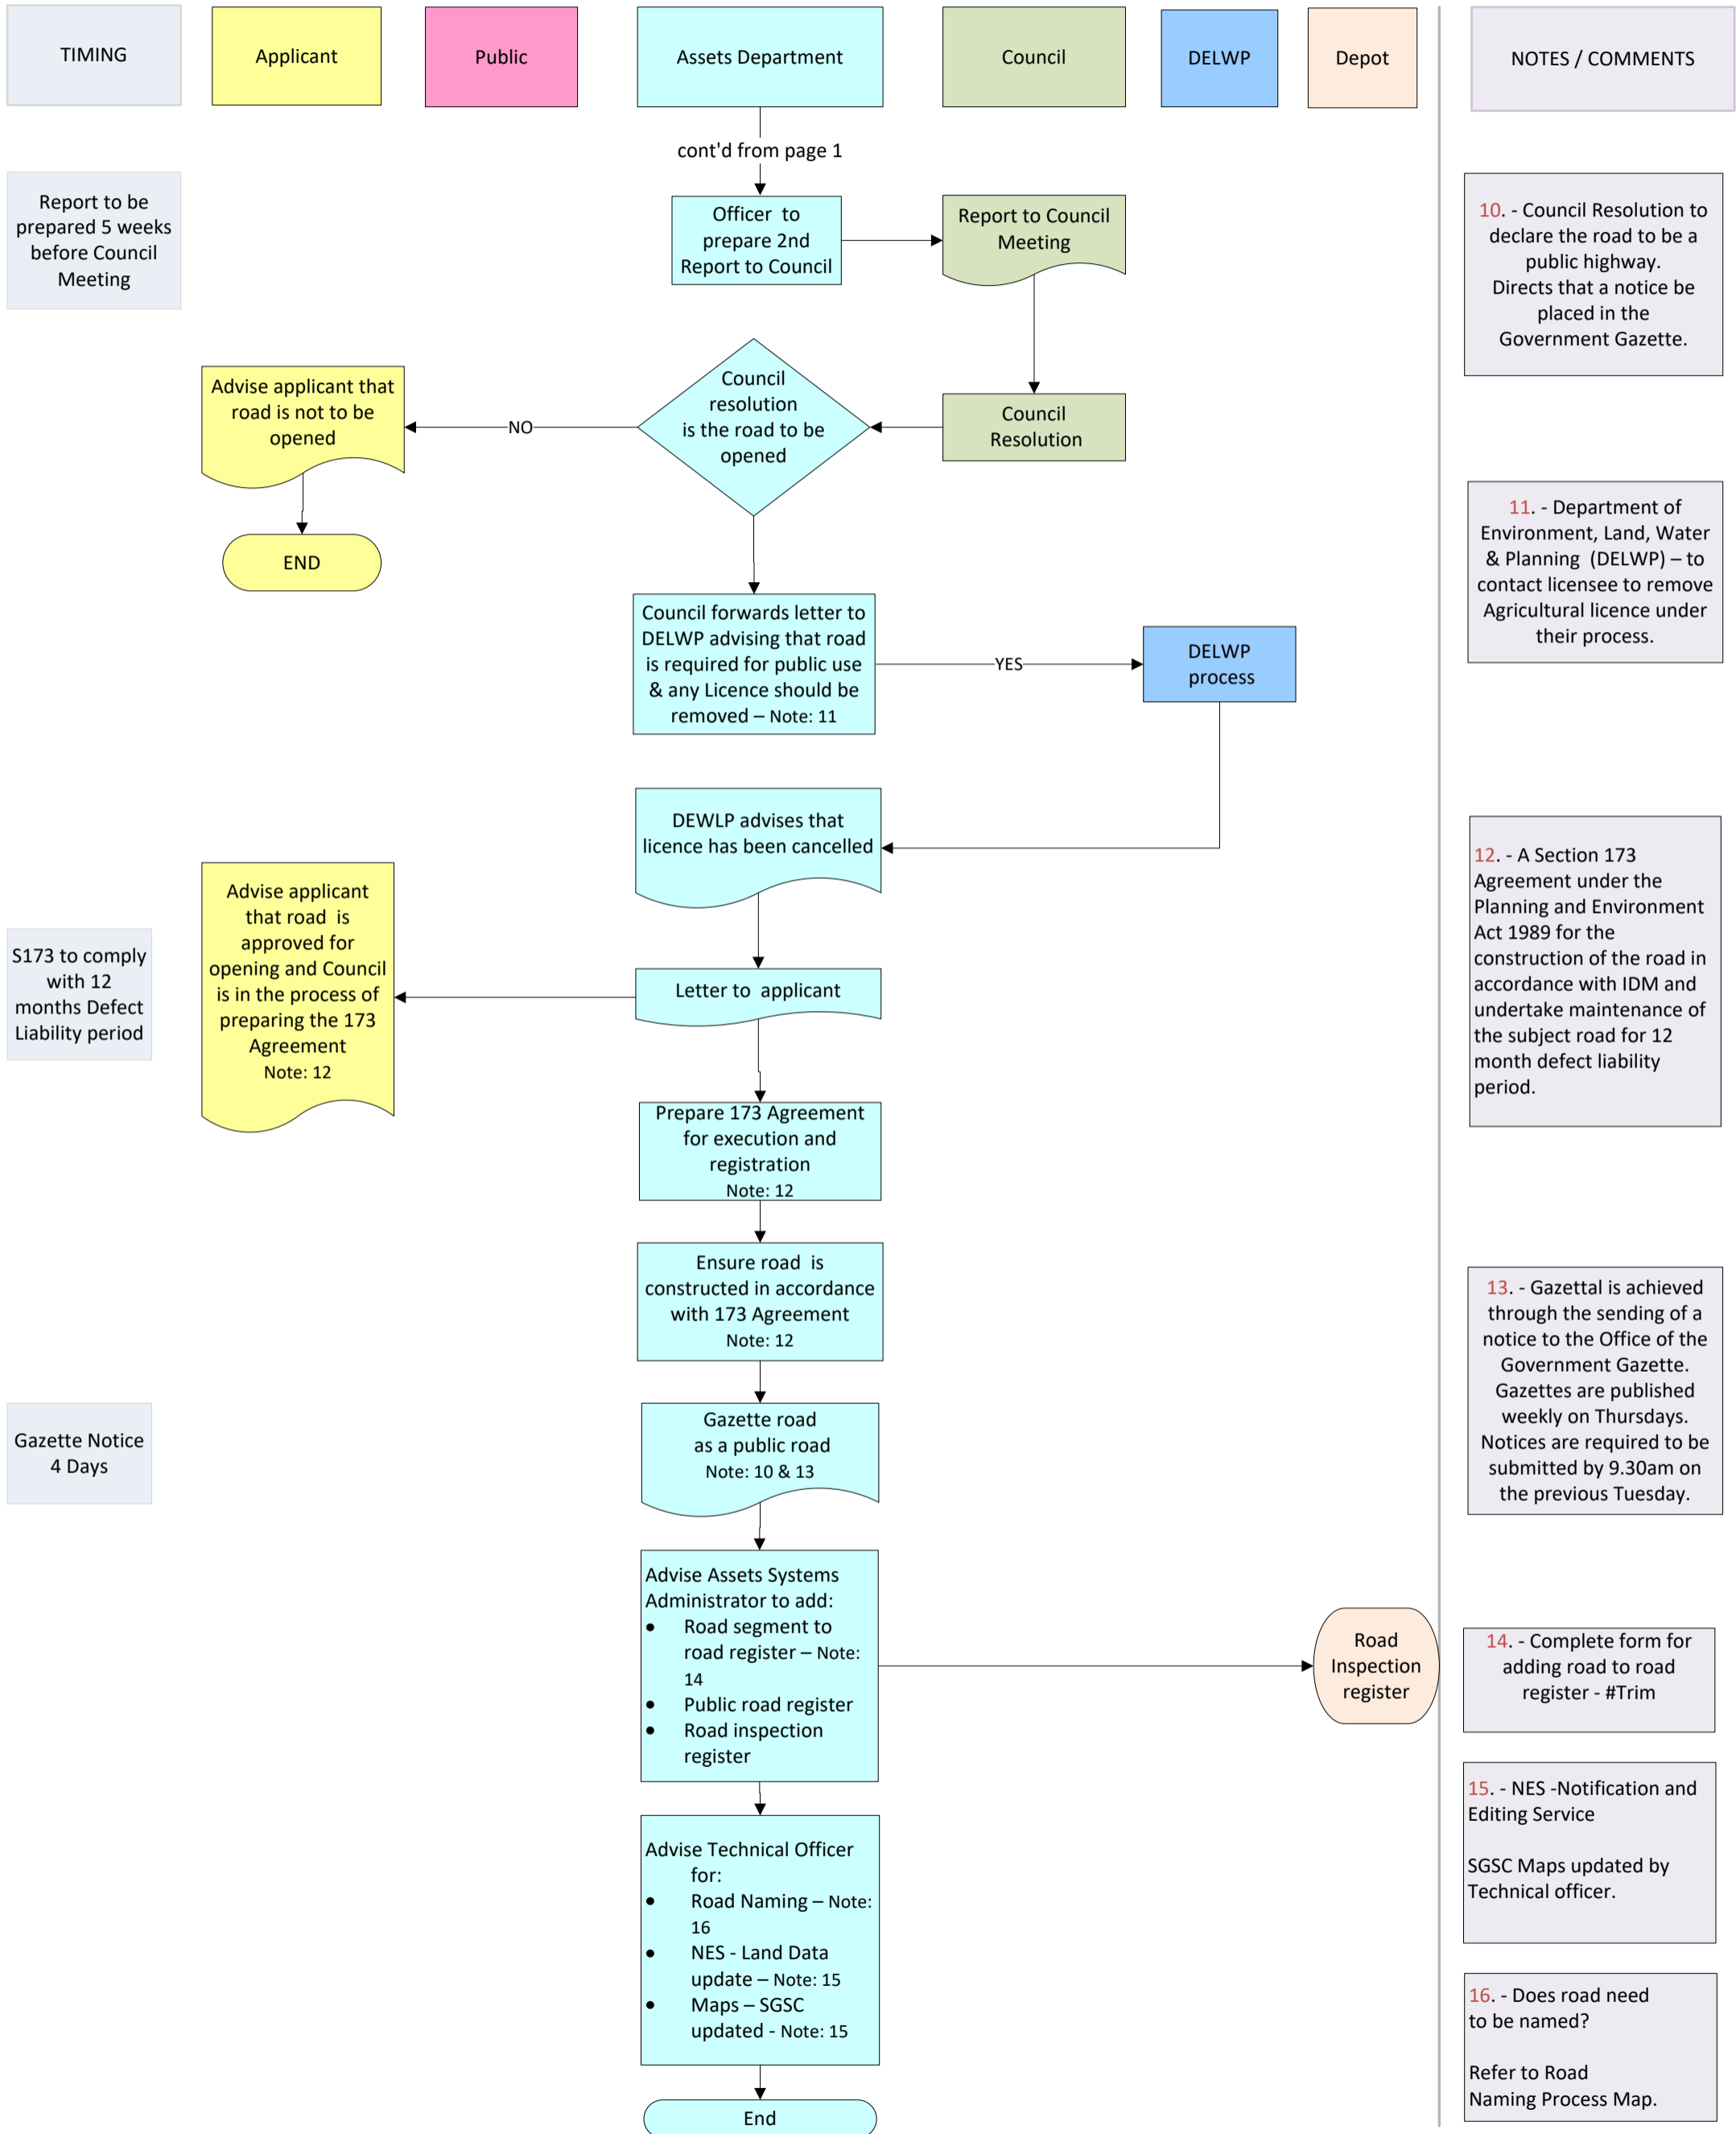 TIMING
Applicant
Public
Assets Department
Council
DELWP
Depot
NOTES / COMMENTS
cont'd from page 1
Report to be
prepared 5 weeks
before Council
Meeting
Officer to
prepare 2nd
Report to Council
Report to Council
Meeting
10. - Council Resolution to
declare the road to be a
public highway.
Directs that a notice be
placed in the
Government Gazette.
Advise applicant that
road is not to be
opened
NO
Council
resolution
is the road to be
opened
Council
Resolution
END
11. - Department of
Environment, Land, Water
& Planning (DELWP) – to
contact licensee to remove
Agricultural licence under
their process.
Council forwards letter to
DELWP advising that road
is required for public use
& any Licence should be
removed – Note: 11
YES
DELWP
process
DEWLP advises that
licence has been cancelled
12. - A Section 173
Agreement under the
Planning and Environment
Act 1989 for the
construction of the road in
accordance with IDM and
undertake maintenance of
the subject road for 12
month defect liability
period.
S173 to comply
with 12
months Defect
Liability period
Advise applicant
that road is
approved for
opening and Council
is in the process of
preparing the 173
Agreement
Note: 12
Letter to applicant
Prepare 173 Agreement
for execution and
registration
Note: 12
Ensure road is
constructed in accordance
with 173 Agreement
Note: 12
13. - Gazettal is achieved
through the sending of a
notice to the Office of the
Government Gazette.
Gazettes are published
weekly on Thursdays.
Notices are required to be
submitted by 9.30am on
the previous Tuesday.
Gazette Notice
4 Days
Gazette road
as a public road
Note: 10 & 13
Advise Assets Systems
Administrator to add:
● Road segment to
road register – Note:
14
● Public road register
● Road inspection
register
Road
Inspection
register
14. - Complete form for
adding road to road
register - #Trim
15. - NES -Notification and
Editing Service
SGSC Maps updated by
Technical officer.
Advise Technical Officer
for:
● Road Naming – Note:
16
● NES - Land Data
update – Note: 15
● Maps – SGSC
updated - Note: 15
16. - Does road need
to be named?
Refer to Road
Naming Process Map.
End